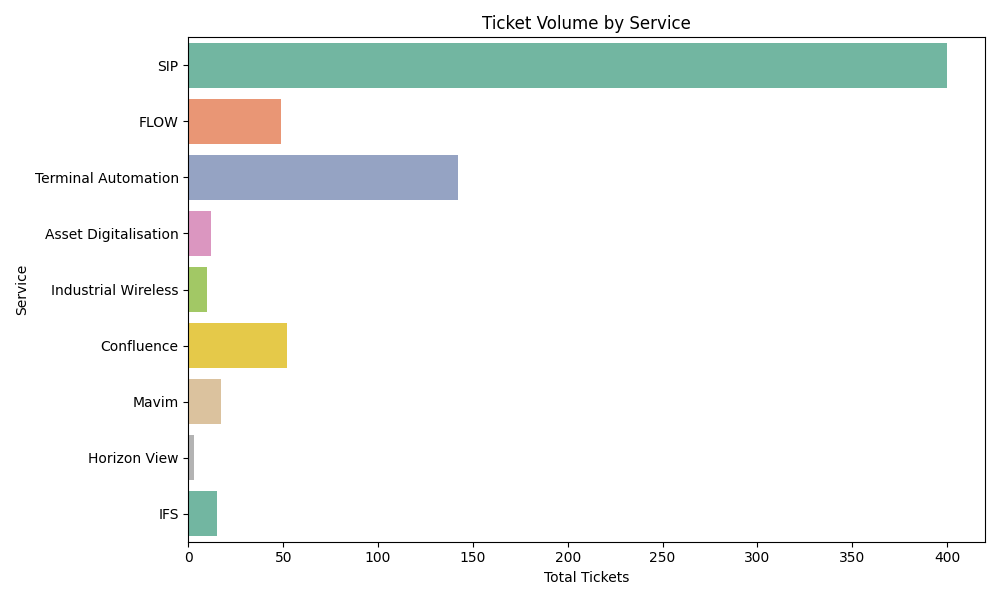 Ticket Volume by Service
Service
SIP
FLOW
Terminal Automation
Asset Digitalisation
Industrial Wireless
Confluence
Mavim
Horizon View
IFS
0 50 100 150 200 250 300 350 400
Total Tickets